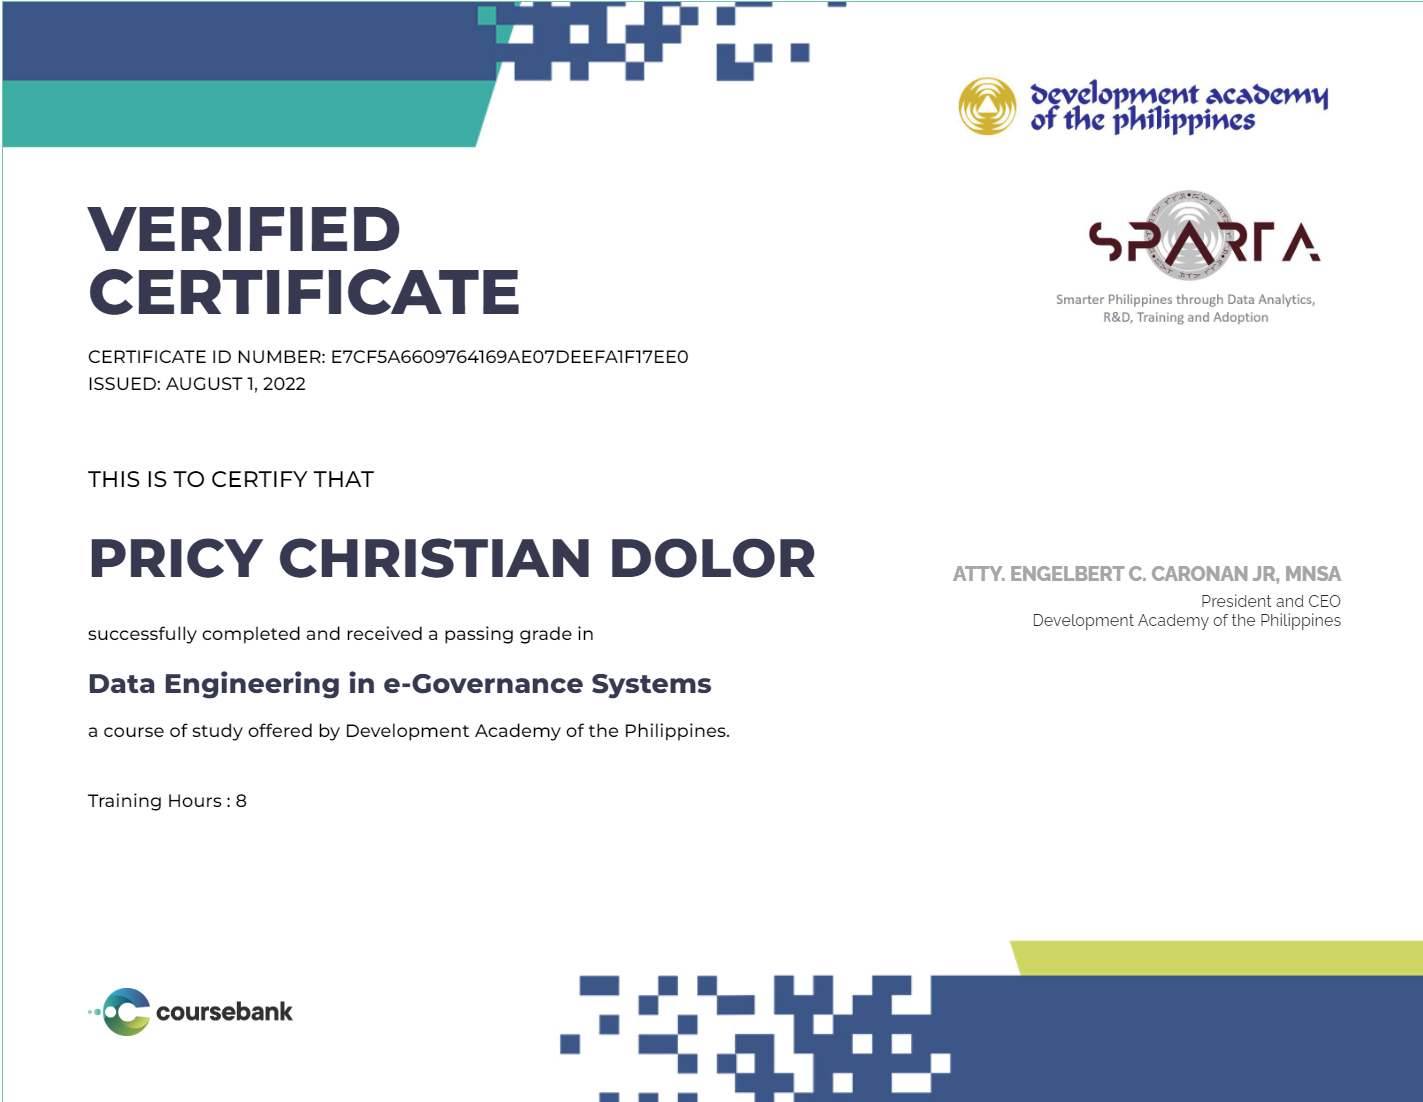 development academy
of the philippines
SPARTA
Smarter Philippines through Data Analytics,
R&D, Training and Adoption
VERIFIED
CERTIFICATE
CERTIFICATE ID NUMBER: E7CF5A6609764169AE07DEEFA1F17EE0
ISSUED: AUGUST 1, 2022
THIS IS TO CERTIFY THAT
PRICY CHRISTIAN DOLOR
successfully completed and received a passing grade in
Data Engineering in e-Governance Systems
a course of study offered by Development Academy of the Philippines.
Training Hours : 8
ATTY. ENGELBERT C. CARONAN JR, MNSA
President and CEO
Development Academy of the Philippines
coursebank